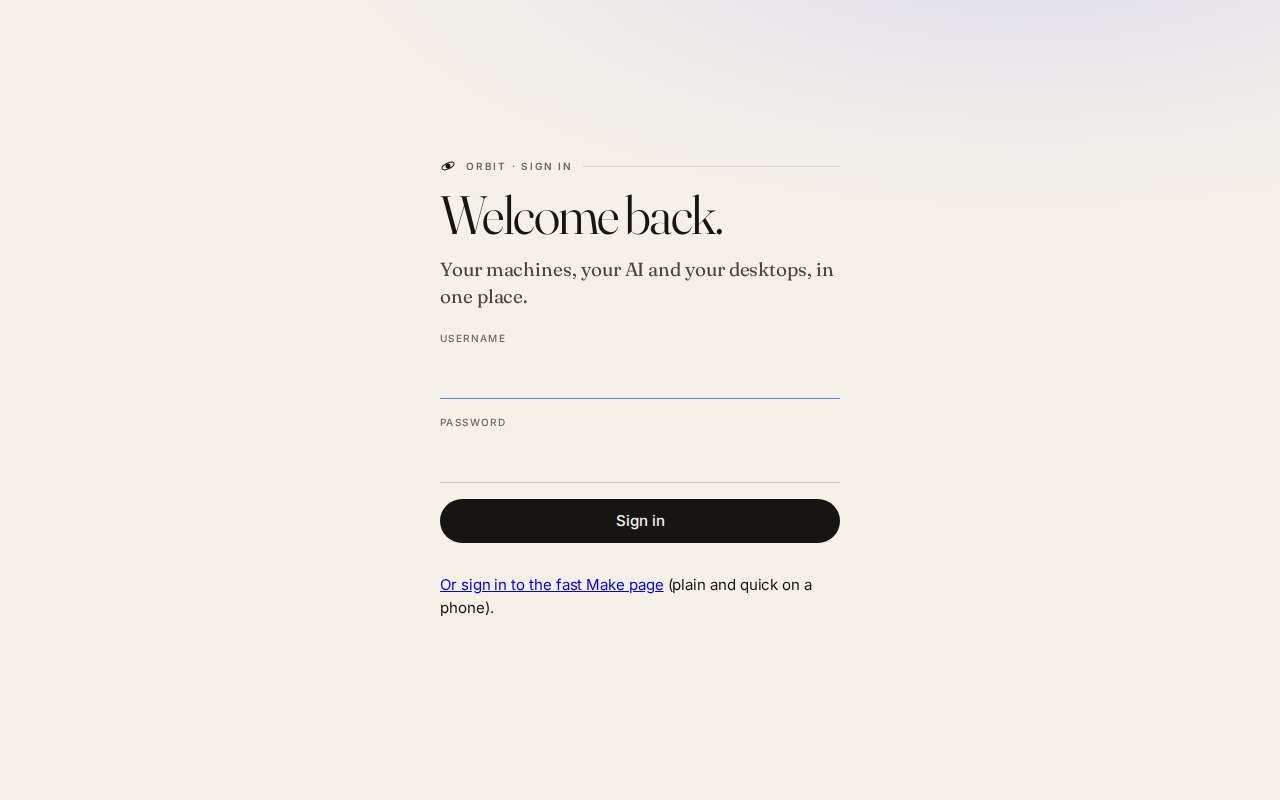 ORBIT · SIGN IN
Welcome back.
Your machines, your AI and your desktops, in
one place.
USERNAME
PASSWORD
Sign in
Or sign in to the fast Make page (plain and quick on a
phone).